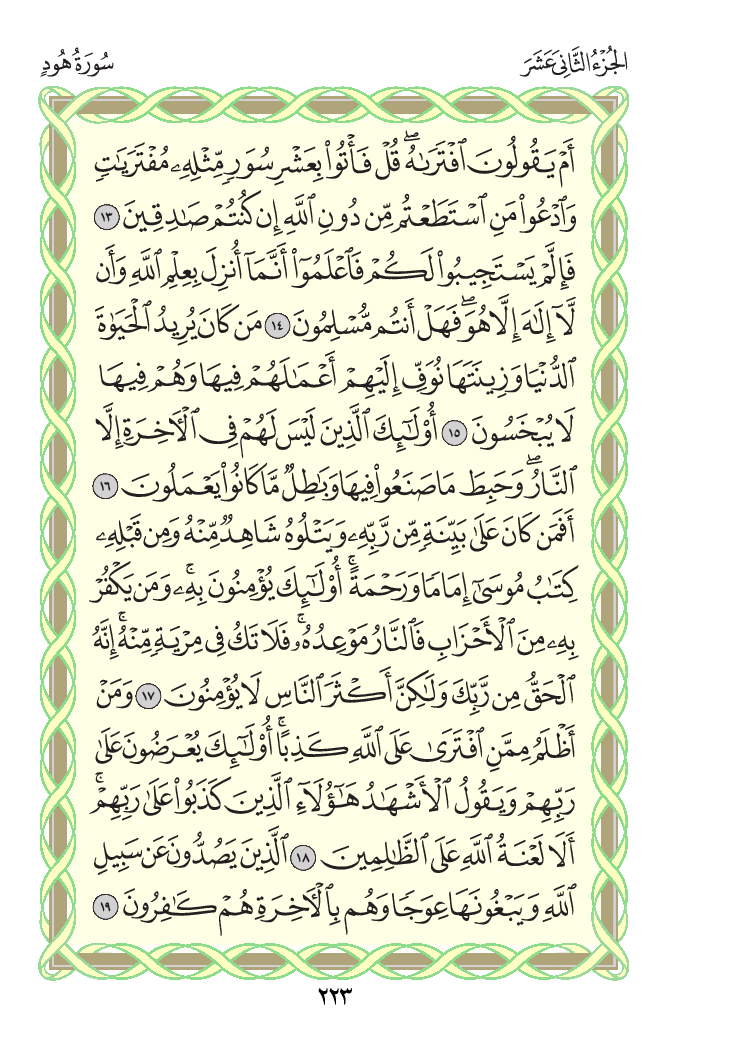 الجُزْءُ الثَّانِيَ عَشَرَ
سُورَةُ هُودٍ
أَمۡ يَقُولُونَ ٱفۡتَرَىٰهُۖ قُلۡ فَأۡتُواْ بِعَشۡرِ سُوَرٖ مِّثۡلِهِۦ مُفۡتَرَيَٰتٖ
وَٱدۡعُواْ مَنِ ٱسۡتَطَعۡتُم مِّن دُونِ ٱللَّهِ إِن كُنتُمۡ صَٰدِقِينَ ١٣
فَإِلَّمۡ يَسۡتَجِيبُواْ لَكُمۡ فَٱعۡلَمُوٓاْ أَنَّمَآ أُنزِلَ بِعِلۡمِ ٱللَّهِ وَأَن
لَّآ إِلَٰهَ إِلَّا هُوَۖ فَهَلۡ أَنتُم مُّسۡلِمُونَ ١٤ مَن كَانَ يُرِيدُ ٱلۡحَيَوٰةَ
ٱلدُّنۡيَا وَزِينَتَهَا نُوَفِّ إِلَيۡهِمۡ أَعۡمَٰلَهُمۡ فِيهَا وَهُمۡ فِيهَا
لَا يُبۡخَسُونَ ١٥ أُوْلَٰٓئِكَ ٱلَّذِينَ لَيۡسَ لَهُمۡ فِي ٱلۡأٓخِرَةِ إِلَّا
ٱلنَّارُۖ وَحَبِطَ مَا صَنَعُواْ فِيهَا وَبَٰطِلٞ مَّا كَانُواْ يَعۡمَلُونَ ١٦
أَفَمَن كَانَ عَلَىٰ بَيِّنَةٖ مِّن رَّبِّهِۦ وَيَتۡلُوهُ شَاهِدٞ مِّنۡهُ وَمِن قَبۡلِهِۦ
كِتَٰبُ مُوسَىٰٓ إِمَامٗا وَرَحۡمَةًۚ أُوْلَٰٓئِكَ يُؤۡمِنُونَ بِهِۦۚ وَمَن يَكۡفُرۡ
بِهِۦ مِنَ ٱلۡأَحۡزَابِ فَٱلنَّارُ مَوۡعِدُهُۥۚ فَلَا تَكُ فِي مِرۡيَةٖ مِّنۡهُۚ إِنَّهُ
ٱلۡحَقُّ مِن رَّبِّكَ وَلَٰكِنَّ أَكۡثَرَ ٱلنَّاسِ لَا يُؤۡمِنُونَ ١٧ وَمَنۡ
أَظۡلَمُ مِمَّنِ ٱفۡتَرَىٰ عَلَى ٱللَّهِ كَذِبًاۚ أُوْلَٰٓئِكَ يُعۡرَضُونَ عَلَىٰ
رَبِّهِمۡ وَيَقُولُ ٱلۡأَشۡهَٰدُ هَٰٓؤُلَآءِ ٱلَّذِينَ كَذَبُواْ عَلَىٰ رَبِّهِمۡۚ
أَلَا لَعۡنَةُ ٱللَّهِ عَلَى ٱلظَّٰلِمِينَ ١٨ ٱلَّذِينَ يَصُدُّونَ عَن سَبِيلِ
ٱللَّهِ وَيَبۡغُونَهَا عِوَجٗا وَهُم بِٱلۡأٓخِرَةِ هُمۡ كَٰفِرُونَ ١٩
٢٢٣